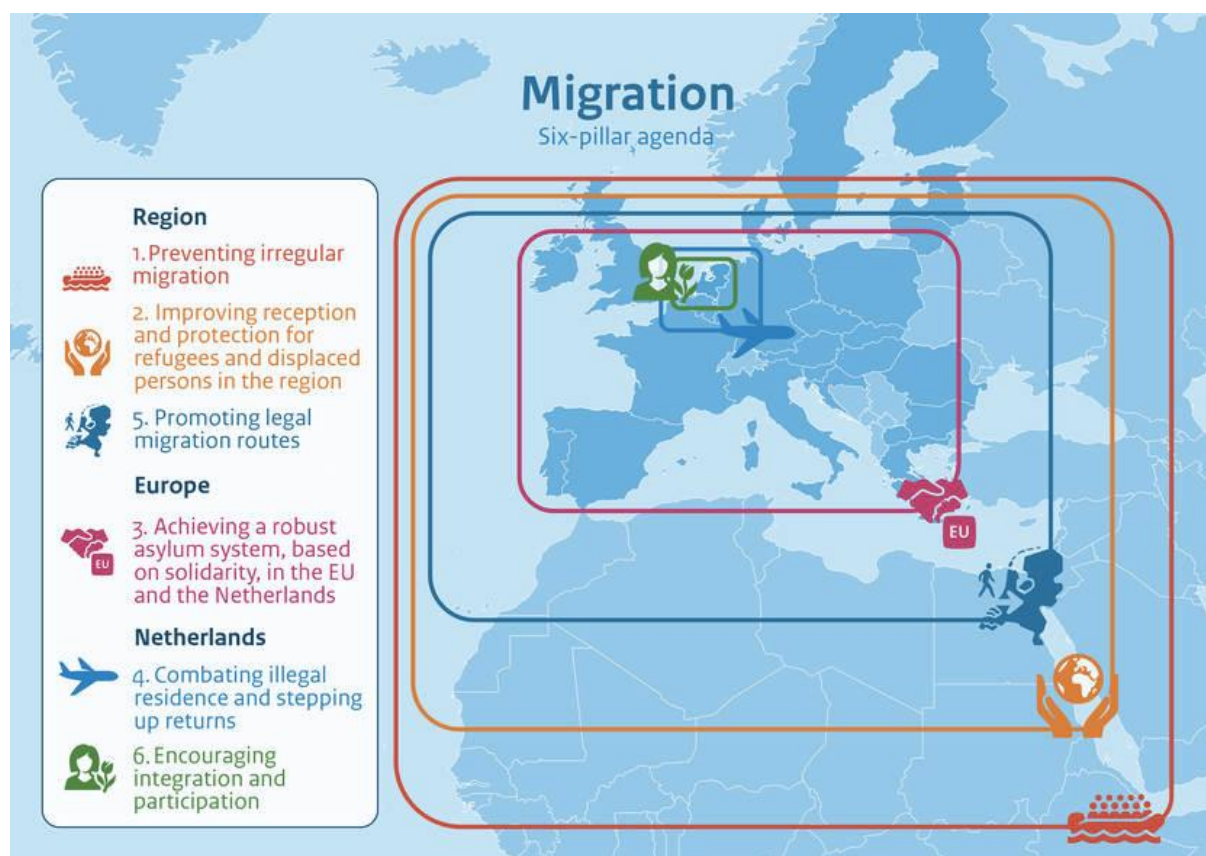 Migration
Six-pillar agenda
Region
1. Preventing irregular
migration
2. Improving reception
and protection for
refugees and displaced
persons in the region
5. Promoting legal
migration routes
Europe
3. Achieving a robust
asylum system, based
on solidarity, in the EU
and the Netherlands
EU
Netherlands
4. Combating illegal
residence and stepping
up returns
6. Encouraging
integration and
participation
EU